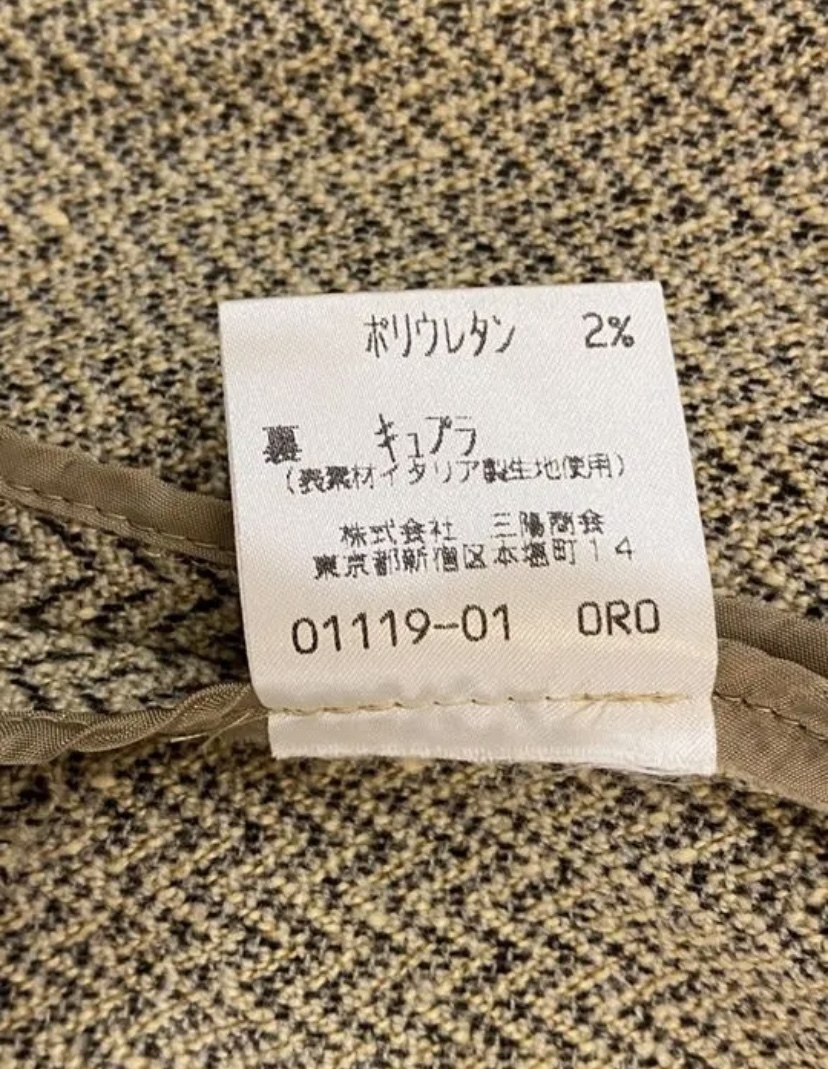 ポリウレタン 2%
裏 キュプラ
(表素材イタリア製生地使用)
株式会社 三陽商会
東京都新宿区本塩町14
01119-01 0R0